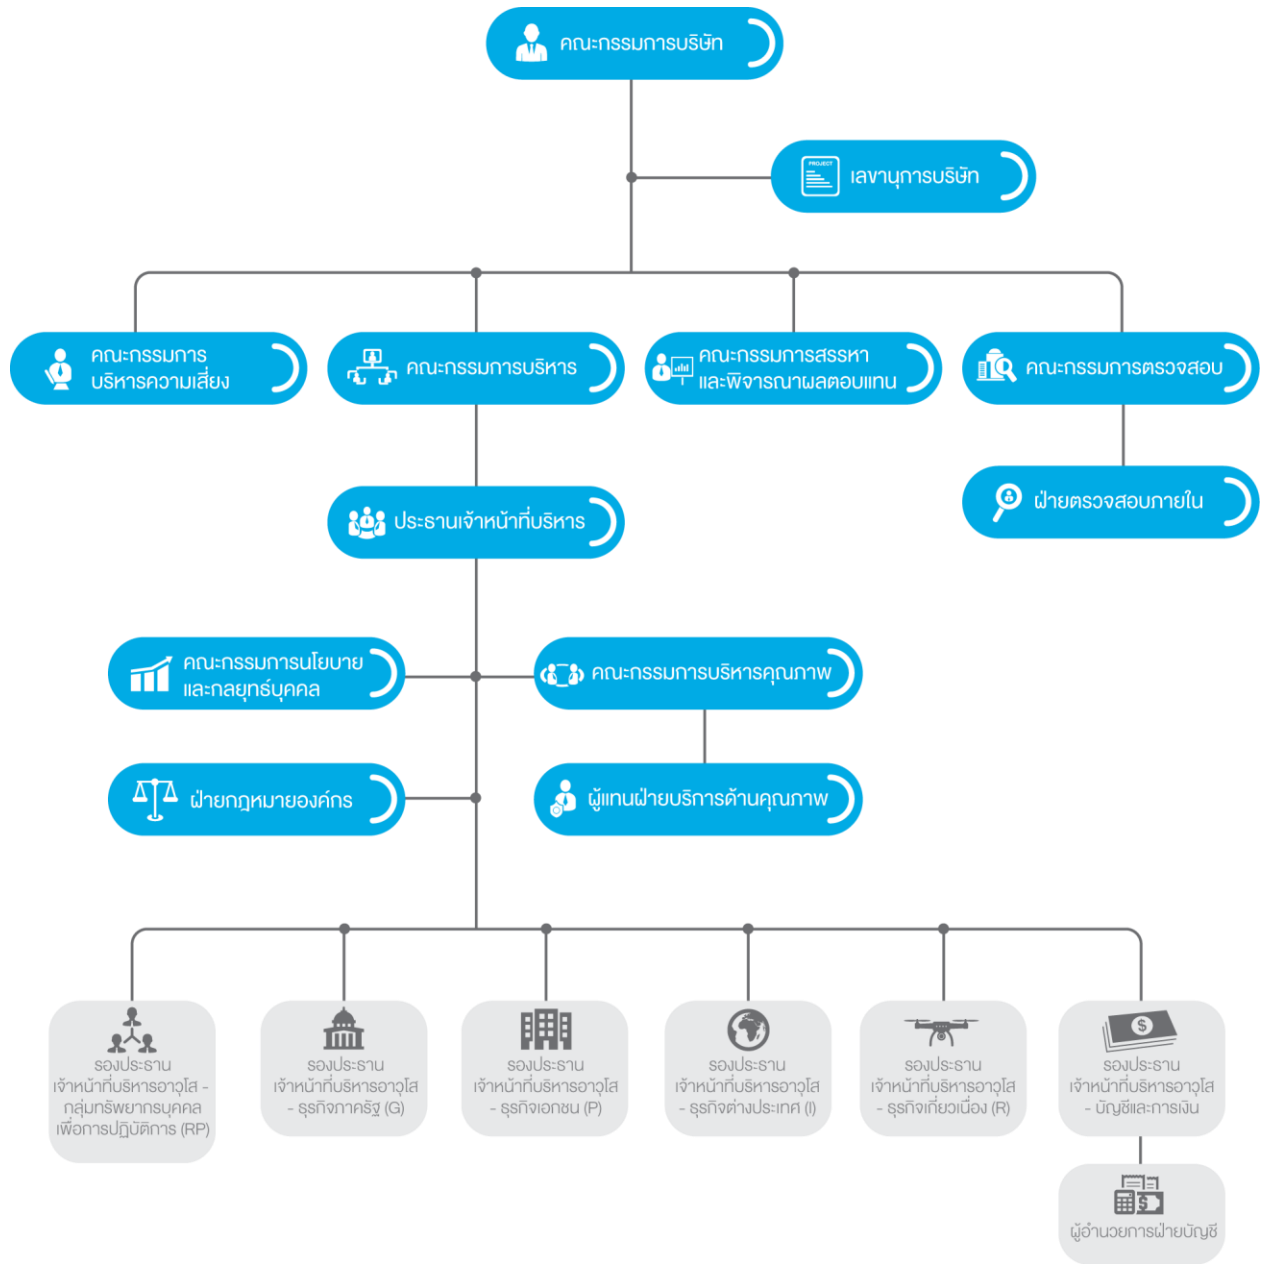 คณะกรรมการบริษัท
PROJECT
เลขานุการบริษัท
คณะกรรมการ
บริหารความเสี่ยง
คณะกรรมการบริหาร
คณะกรรมการสรรหา
และพิจารณาผลตอบแทน
คณะกรรมการตรวจสอบ
ฝ่ายตรวจสอบภายใน
ประธานเจ้าหน้าที่บริหาร
คณะกรรมการนโยบาย
และกลยุทธ์บุคคล
คณะกรรมการบริหารคุณภาพ
ฝ่ายกฎหมายองค์กร
ผู้แทนฝ่ายบริการด้านคุณภาพ
รองประธาน
เจ้าหน้าที่บริหารอาวุโส -
กลุ่มทรัพยากรบุคคล
เพื่อการปฏิบัติการ (RP)
รองประธาน
เจ้าหน้าที่บริหารอาวุโส
- ธุรกิจภาครัฐ (G)
รองประธาน
เจ้าหน้าที่บริหารอาวุโส
- ธุรกิจเอกชน (P)
รองประธาน
เจ้าหน้าที่บริหารอาวุโส
- ธุรกิจต่างประเทศ (I)
รองประธาน
เจ้าหน้าที่บริหารอาวุโส
- ธุรกิจเกี่ยวเนื่อง (R)
รองประธาน
เจ้าหน้าที่บริหารอาวุโส
- บัญชีและการเงิน
ผู้อำนวยการฝ่ายบัญชี